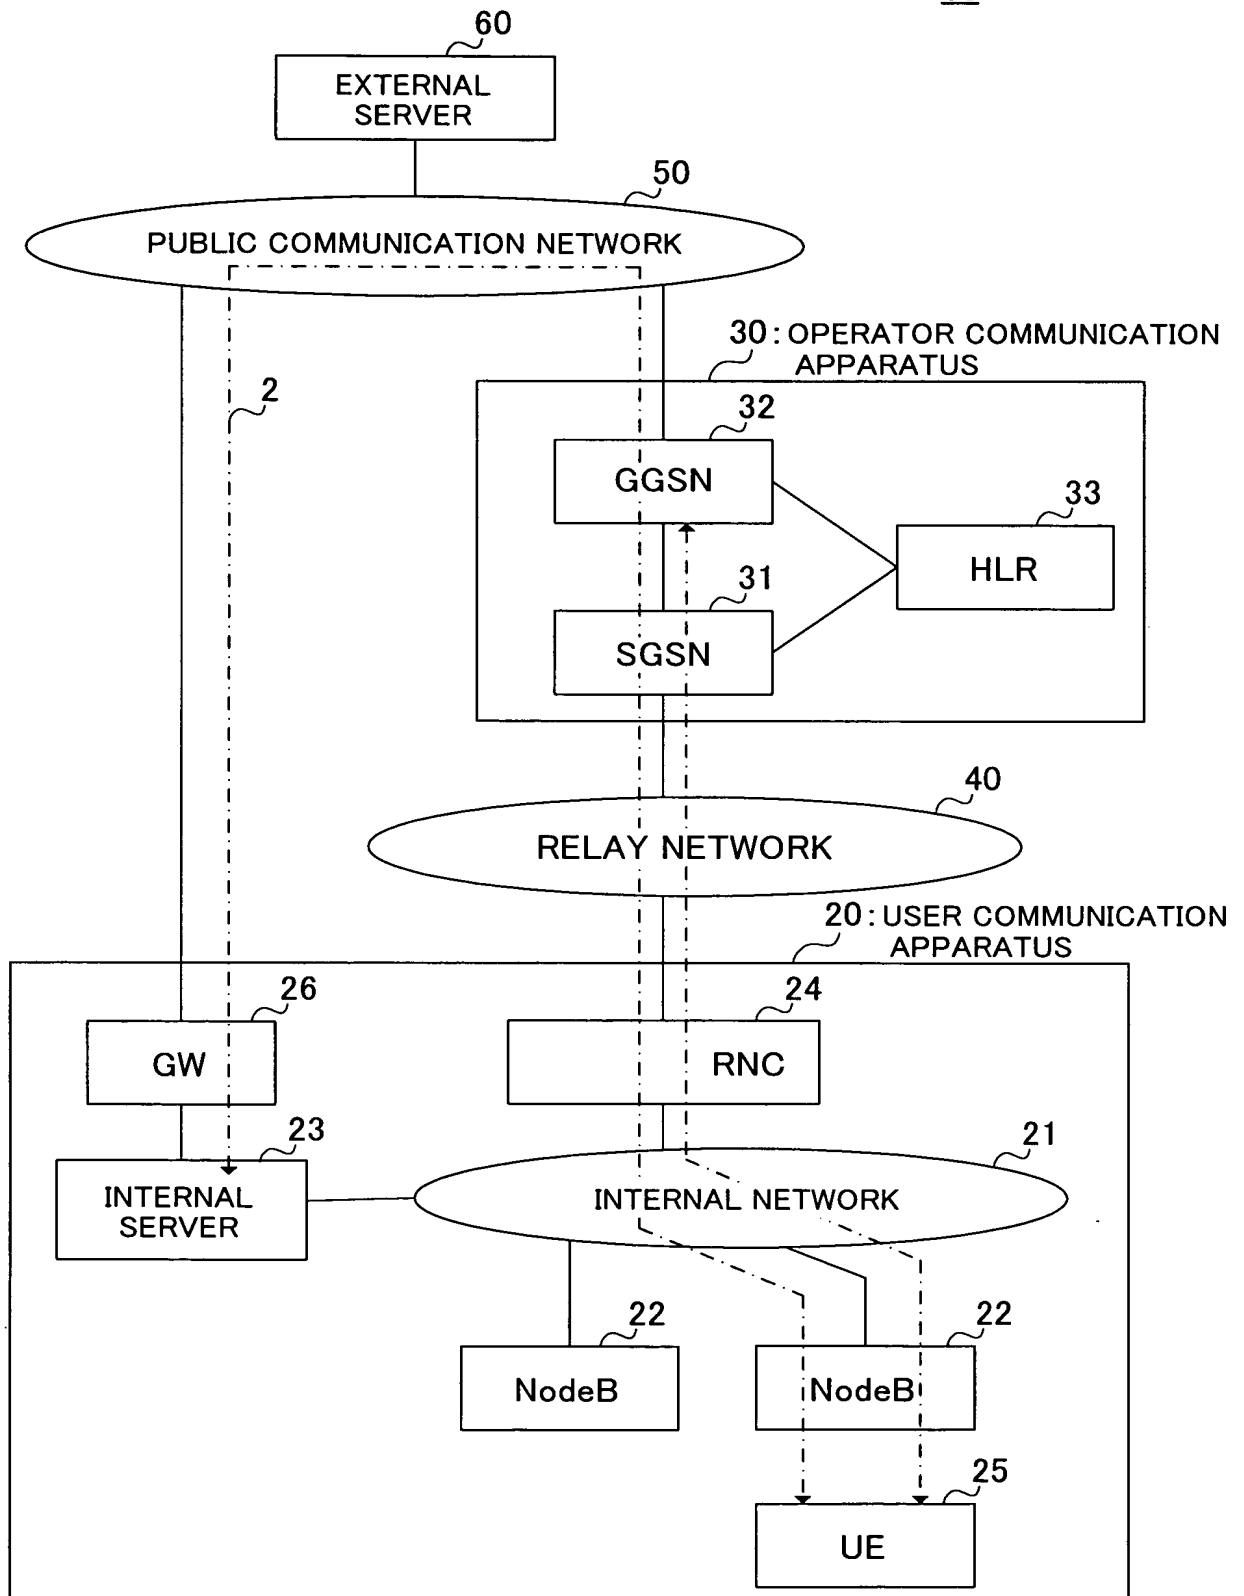 60
EXTERNAL
SERVER
50
PUBLIC COMMUNICATION NETWORK
30: OPERATOR COMMUNICATION
APPARATUS
2
32
GGSN
33
HLR
31
SGSN
40
RELAY NETWORK
20: USER COMMUNICATION
APPARATUS
26
24
GW
RNC
23
21
INTERNAL
SERVER
INTERNAL NETWORK
22
22
NodeB
NodeB
25
UE